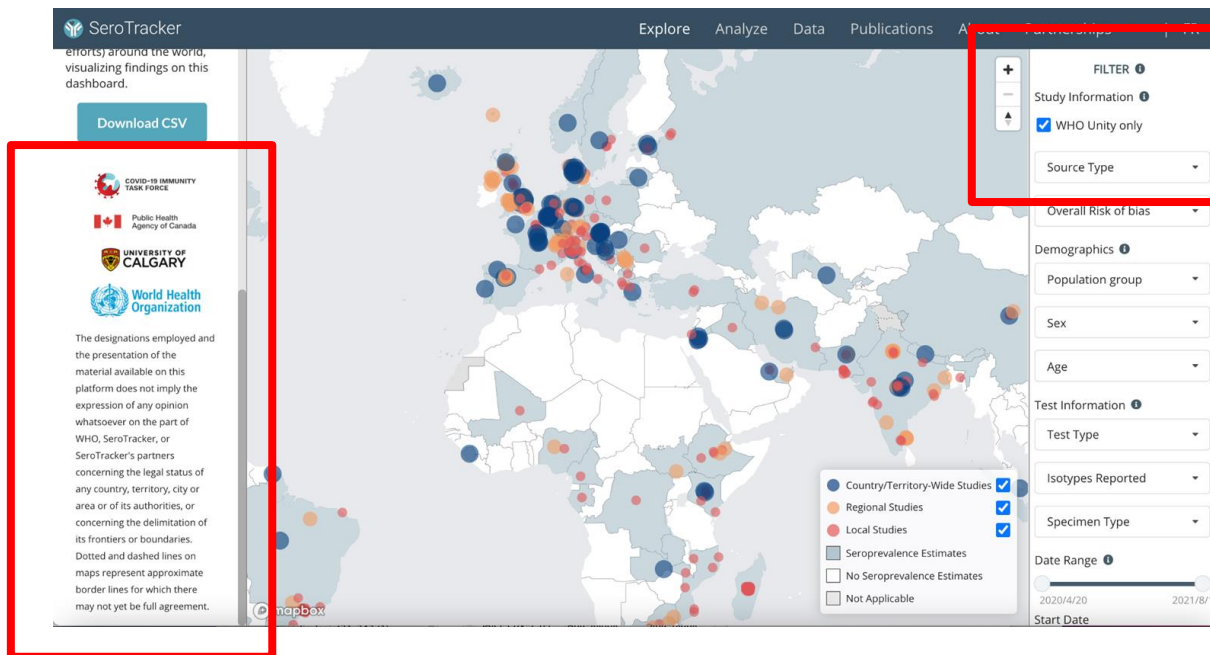 SeroTracker
Explore Analyze Data Publications About Partnerships | FR
efforts) around the world,
visualizing findings on this
dashboard.
Download CSV
COVID-19 IMMUNITY
TASK FORCE
Public Health
Agency of Canada
UNIVERSITY OF
CALGARY
World Health
Organization
The designations employed and
the presentation of the
material available on this
platform does not imply the
expression of any opinion
whatsoever on the part of
WHO, SeroTracker, or
SeroTracker's partners
concerning the legal status of
any country, territory, city or
area or of its authorities, or
concerning the delimitation of
its frontiers or boundaries.
Dotted and dashed lines on
maps represent approximate
border lines for which there
may not yet be full agreement.
mapbox
Country/Territory-Wide Studies
Regional Studies
Local Studies
Seroprevalence Estimates
No Seroprevalence Estimates
Not Applicable
FILTER
Study Information
WHO Unity only
Source Type
Overall Risk of bias
Demographics
Population group
Sex
Age
Test Information
Test Type
Isotypes Reported
Specimen Type
Date Range
2020/4/20 2021/8/1
Start Date